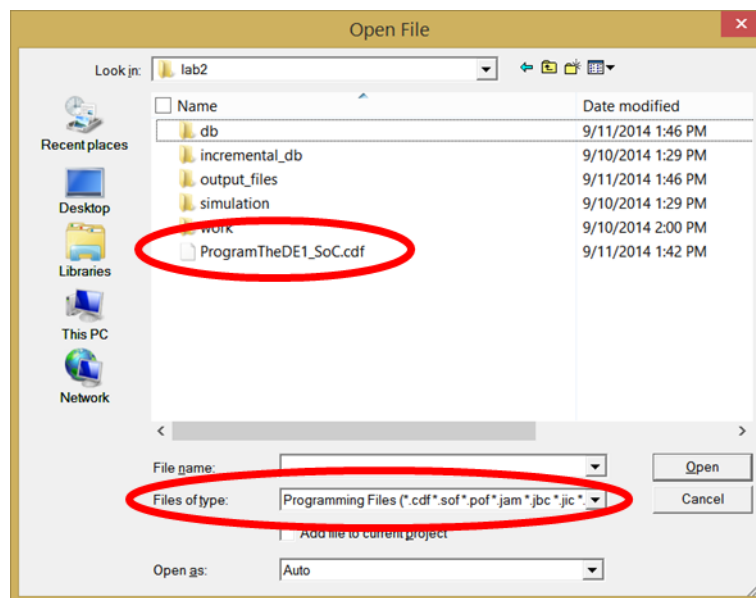 Open File
Look in: lab2
Name Date modified
db 9/11/2014 1:46 PM
incremental_db 9/10/2014 1:29 PM
output_files 9/11/2014 1:46 PM
simulation 9/10/2014 1:29 PM
work 9/10/2014 2:00 PM
ProgramTheDE1_SoC.cdf 9/11/2014 1:42 PM
Recent places
Desktop
Libraries
This PC
Network
File name: Open
Files of type: Programming Files (*.cdf *.sof *.pof *.jam *.jbc *.jic *. Cancel
Add file to current project
Open as: Auto